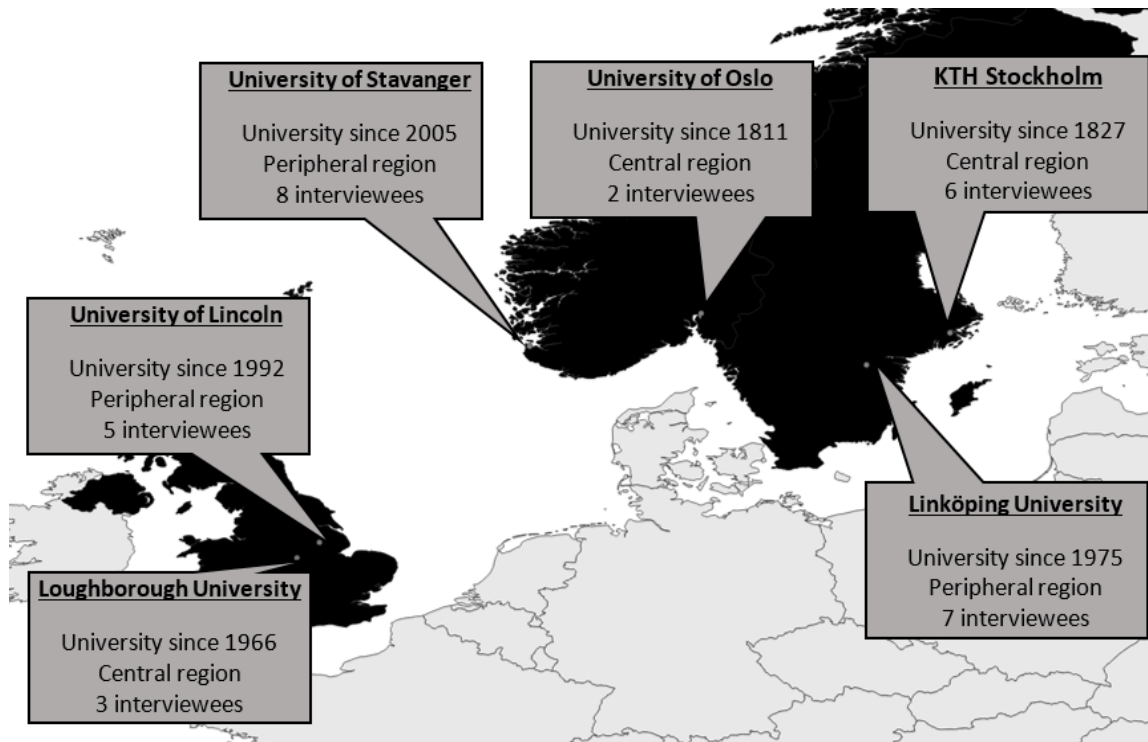 University of Stavanger
University since 2005
Peripheral region
8 interviewees
University of Oslo
University since 1811
Central region
2 interviewees
KTH Stockholm
University since 1827
Central region
6 interviewees
University of Lincoln
University since 1992
Peripheral region
5 interviewees
Linköping University
University since 1975
Peripheral region
7 interviewees
Loughborough University
University since 1966
Central region
3 interviewees